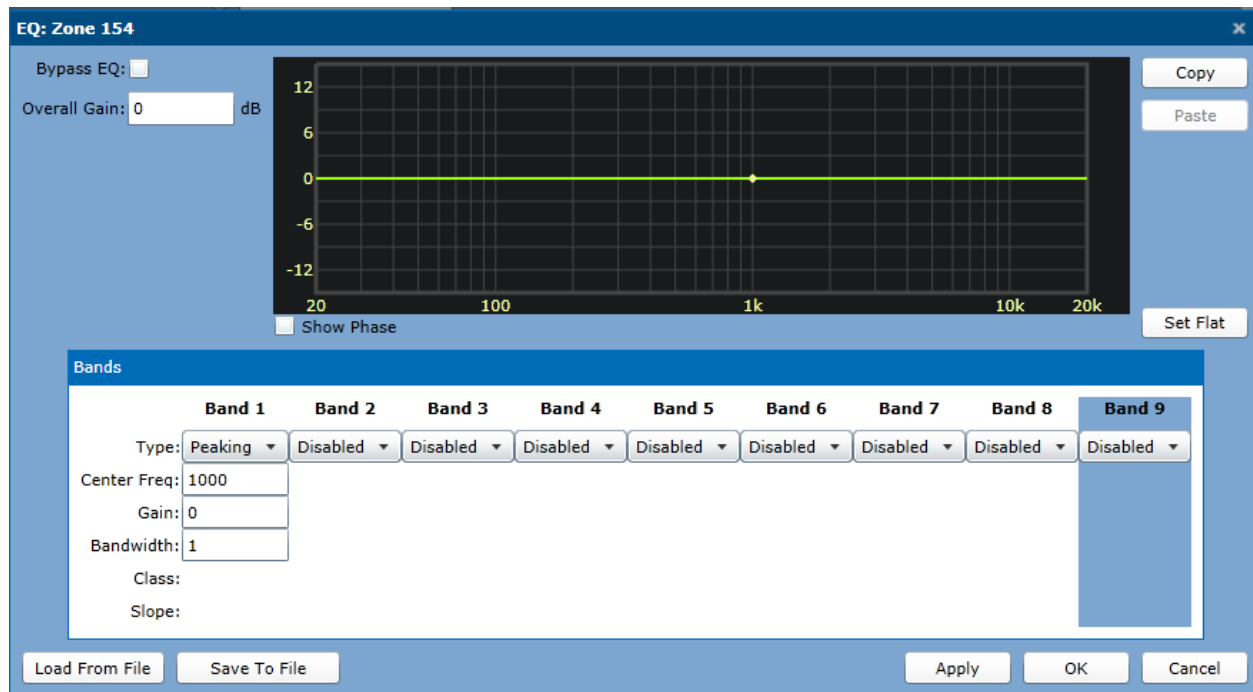 EQ: Zone 154 x
Bypass EQ: Copy
Overall Gain: 0 dB Paste
12
6
0
-6
-12
20 100 1k 10k 20k
Show Phase Set Flat
Bands
Band 1 Band 2 Band 3 Band 4 Band 5 Band 6 Band 7 Band 8 Band 9
Type: Peaking Disabled Disabled Disabled Disabled Disabled Disabled Disabled Disabled
Center Freq: 1000
Gain: 0
Bandwidth: 1
Class:
Slope:
Load From File Save To File Apply OK Cancel